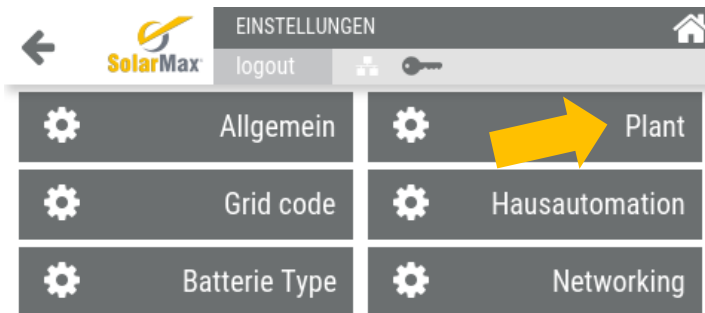 EINSTELLUNGEN
SolarMax
logout
Allgemein
Plant
Grid code
Hausautomation
Batterie Type
Networking